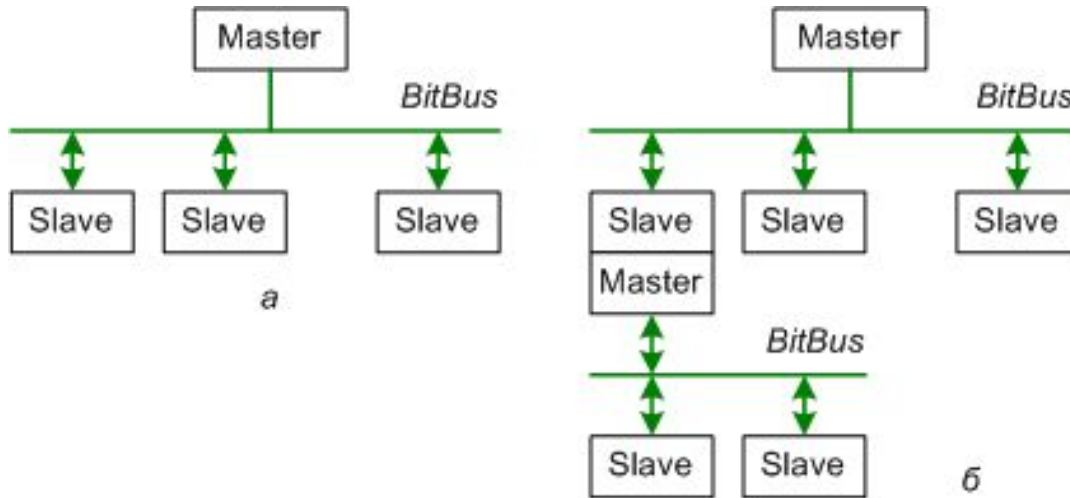 Master
BitBus
Slave Slave Slave
а
Master
BitBus
Slave Slave Slave
Master
BitBus
Slave Slave
б